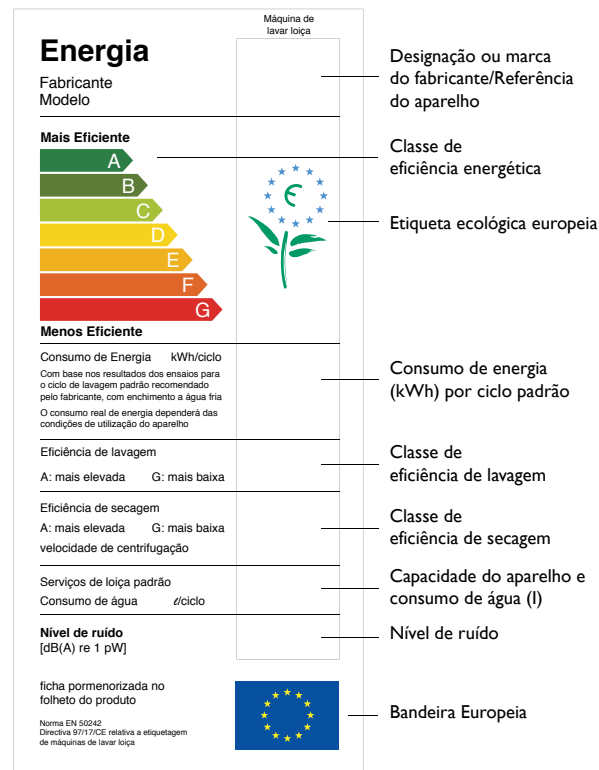 Máquina de
lavar loiça
Energia
Fabricante
Modelo
Designação ou marca
do fabricante/Referência
do aparelho
Mais Eficiente
A
B
C
D
E
F
G
Menos Eficiente
Classe de
eficiência energética
Etiqueta ecológica europeia
Consumo de Energia kWh/ciclo
Com base nos resultados dos ensaios para
o ciclo de lavagem padrão recomendado
pelo fabricante, com enchimento a água fria
O consumo real de energia dependerá das
condições de utilização do aparelho
Consumo de energia
(kWh) por ciclo padrão
Eficiência de lavagem
A: mais elevada G: mais baixa
Classe de
eficiência de lavagem
Eficiência de secagem
A: mais elevada G: mais baixa
velocidade de centrifugação
Classe de
eficiência de secagem
Serviços de loiça padrão
Consumo de água ℓ/ciclo
Capacidade do aparelho e
consumo de água (l)
Nível de ruído
[dB(A) re 1 pW]
Nível de ruído
ficha pormenorizada no
folheto do produto
Norma EN 50242
Directiva 97/17/CE relativa a etiquetagem
de máquinas de lavar loiça
Bandeira Europeia